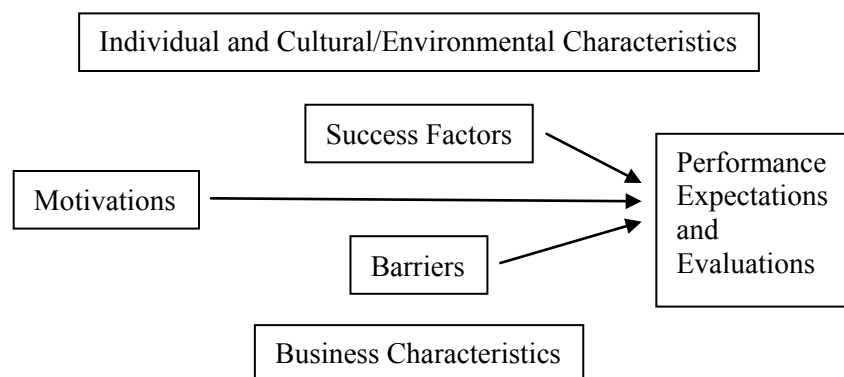 Individual and Cultural/Environmental Characteristics
Success Factors
Motivations
Barriers
Performance
Expectations
and
Evaluations
Business Characteristics